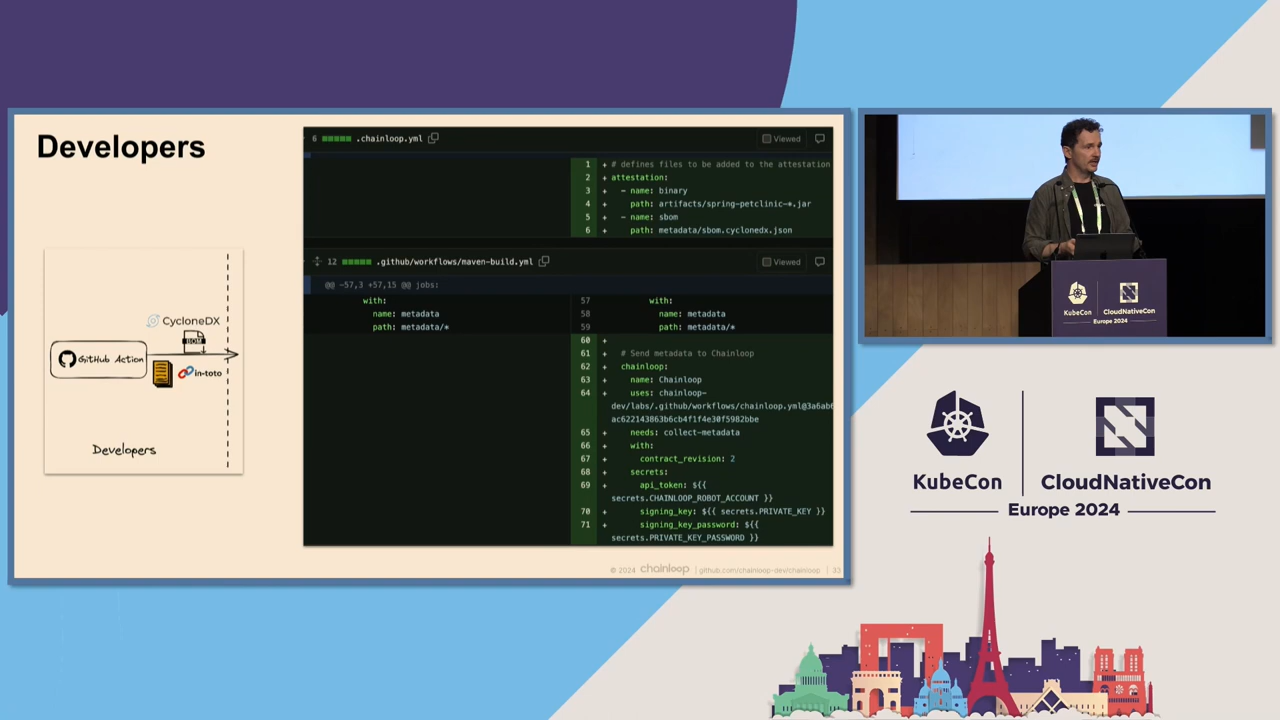 Developers
6 .chainloop.yml Viewed
1 + # defines files to be added to the attestation
2 + attestation:
3 + - name: binary
4 + path: artifacts/spring-petclinic-*.jar
5 + - name: sbom
6 + path: metadata/sbom.cyclonedx.json
12 .github/workflows/maven-build.yml Viewed
@@ -57,3 +57,15 @@ jobs:
with: 57 with:
name: metadata 58 name: metadata
path: metadata/* 59 path: metadata/*
60 +
61 + # Send metadata to Chainloop
62 + chainloop:
63 + name: Chainloop
64 + uses: chainloop-
dev/labs/.github/workflows/chainloop.yml@3a6ab6
ac622143863b6cb4f1f4e30f5982bbe
65 + needs: collect-metadata
66 + with:
67 + contract_revision: 2
68 + secrets:
69 + api_token: ${{
secrets.CHAINLOOP_ROBOT_ACCOUNT }}
70 + signing_key: ${{ secrets.PRIVATE_KEY }}
71 + signing_key_password: ${{
secrets.PRIVATE_KEY_PASSWORD }}
CycloneDX
BOM
GitHub Action
in-toto
Developers
© 2024 chainloop | github.com/chainloop-dev/chainloop | 33
KubeCon CloudNativeCon
Europe 2024
KubeCon CloudNativeCon
Europe 2024